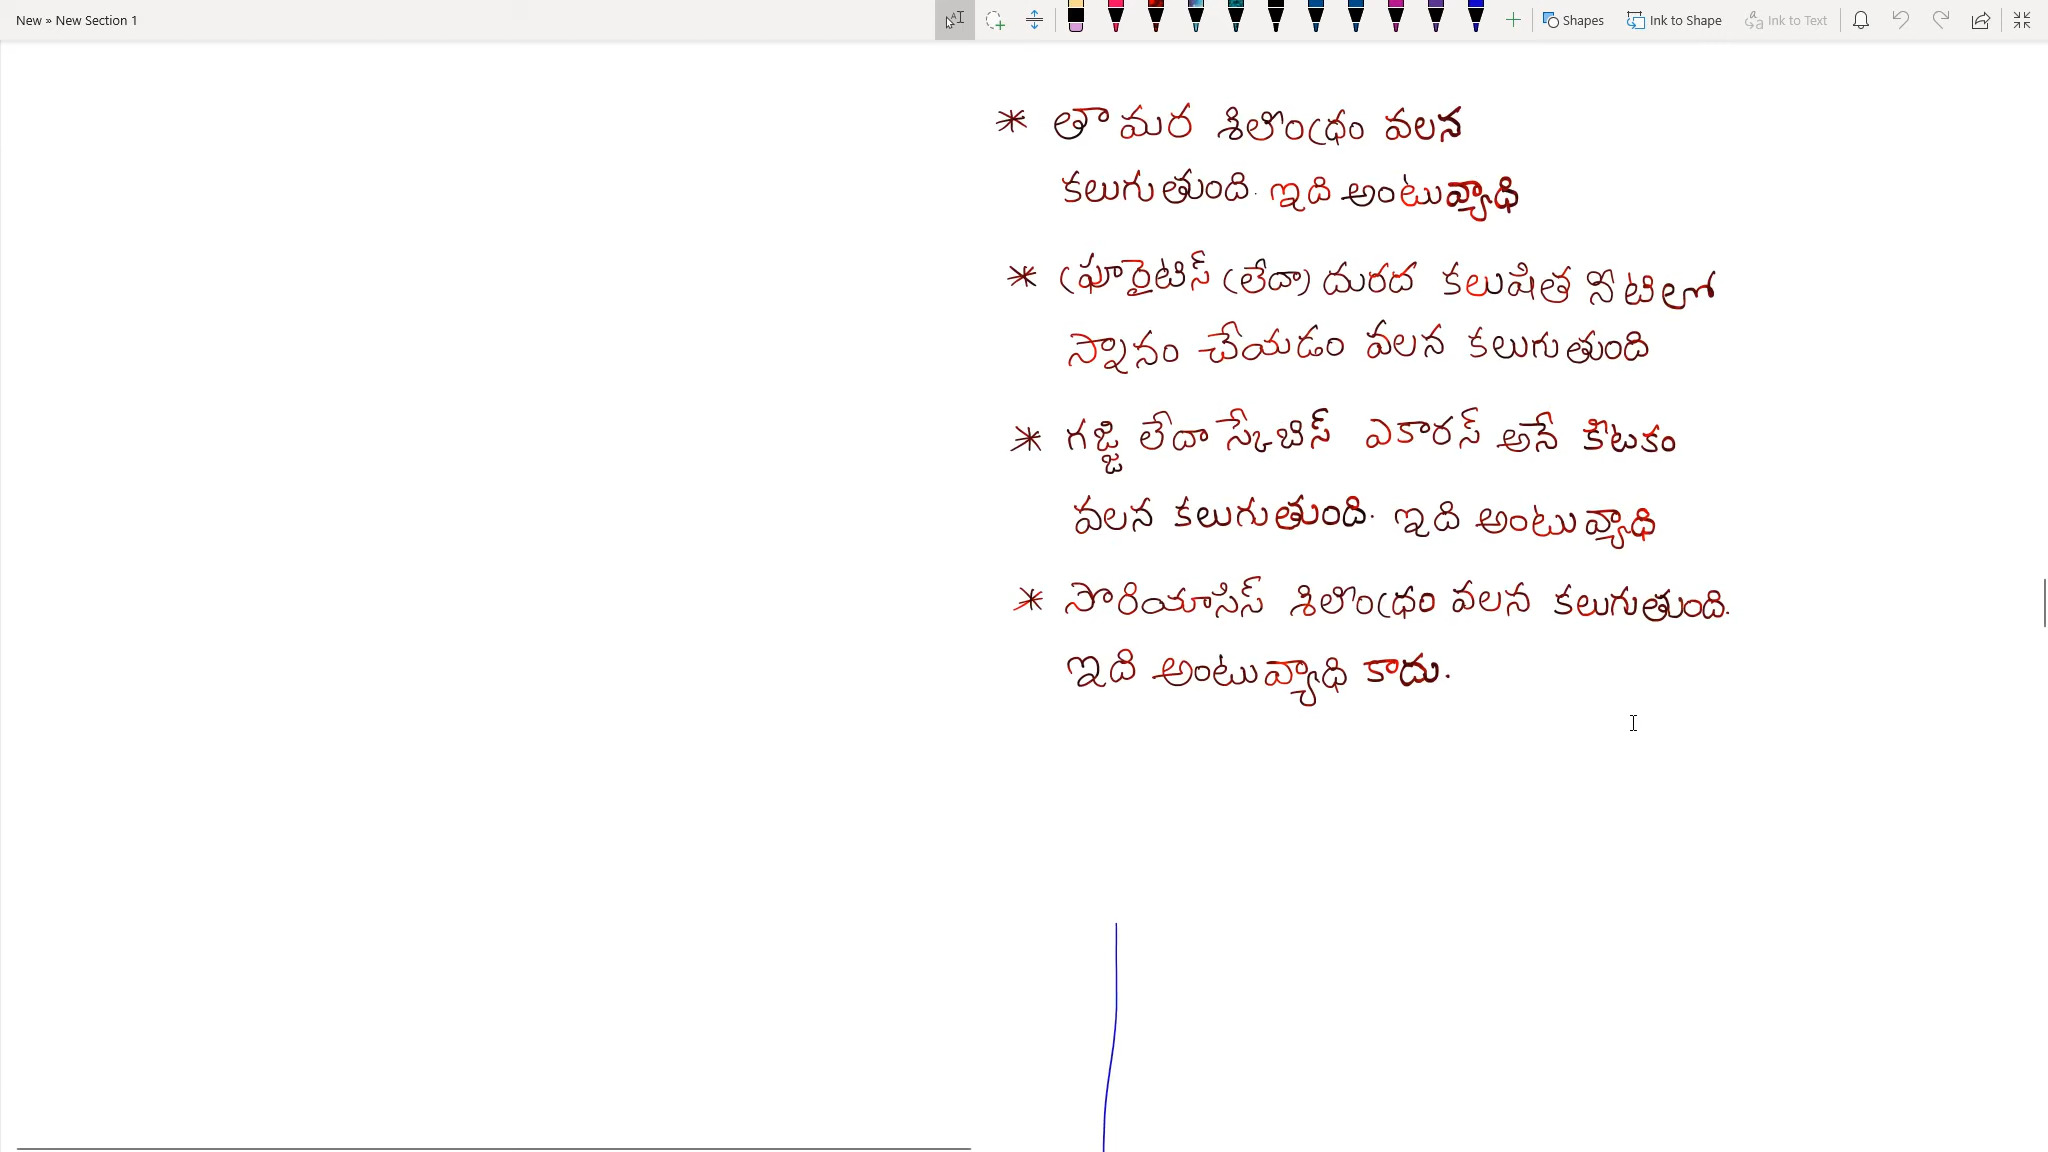 New » New Section 1
Shapes
Ink to Shape
Ink to Text
* తామర శిలీంధ్రం వలన
కలుగుతుంది. ఇది అంటువ్యాధి
* ప్రూరైటిస్ (లేదా) దురద కలుషిత నీటిలో
స్నానం చేయడం వలన కలుగుతుంది
* గజ్జి లేదా స్కేబిస్ ఎకారస్ అనే కీటకం
వలన కలుగుతుంది. ఇది అంటువ్యాధి
* సొరియాసిస్ శిలీంధ్రం వలన కలుగుతుంది.
ఇది అంటువ్యాధి కాదు.